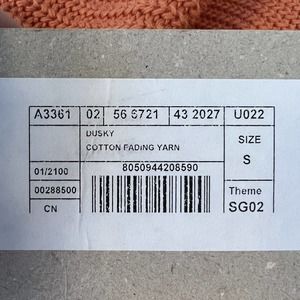 A3361 02 56 6721 43 2027 U022
DUSKY
COTTON FADING YARN
SIZE
S
8050944208590
01/2100
00288500
CN
Theme
SG02